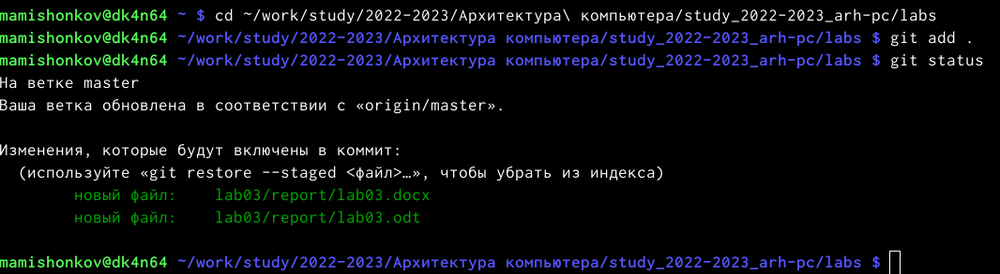 mamishonkov@dk4n64 ~ $ cd ~/work/study/2022-2023/Архитектура\ компьютера/study_2022-2023_arh-pc/labs
mamishonkov@dk4n64 ~/work/study/2022-2023/Архитектура компьютера/study_2022-2023_arh-pc/labs $ git add .
mamishonkov@dk4n64 ~/work/study/2022-2023/Архитектура компьютера/study_2022-2023_arh-pc/labs $ git status
На ветке master
Ваша ветка обновлена в соответствии с «origin/master».
Изменения, которые будут включены в коммит:
(используйте «git restore --staged <файл>…», чтобы убрать из индекса)
новый файл: lab03/report/lab03.docx
новый файл: lab03/report/lab03.odt
mamishonkov@dk4n64 ~/work/study/2022-2023/Архитектура компьютера/study_2022-2023_arh-pc/labs $